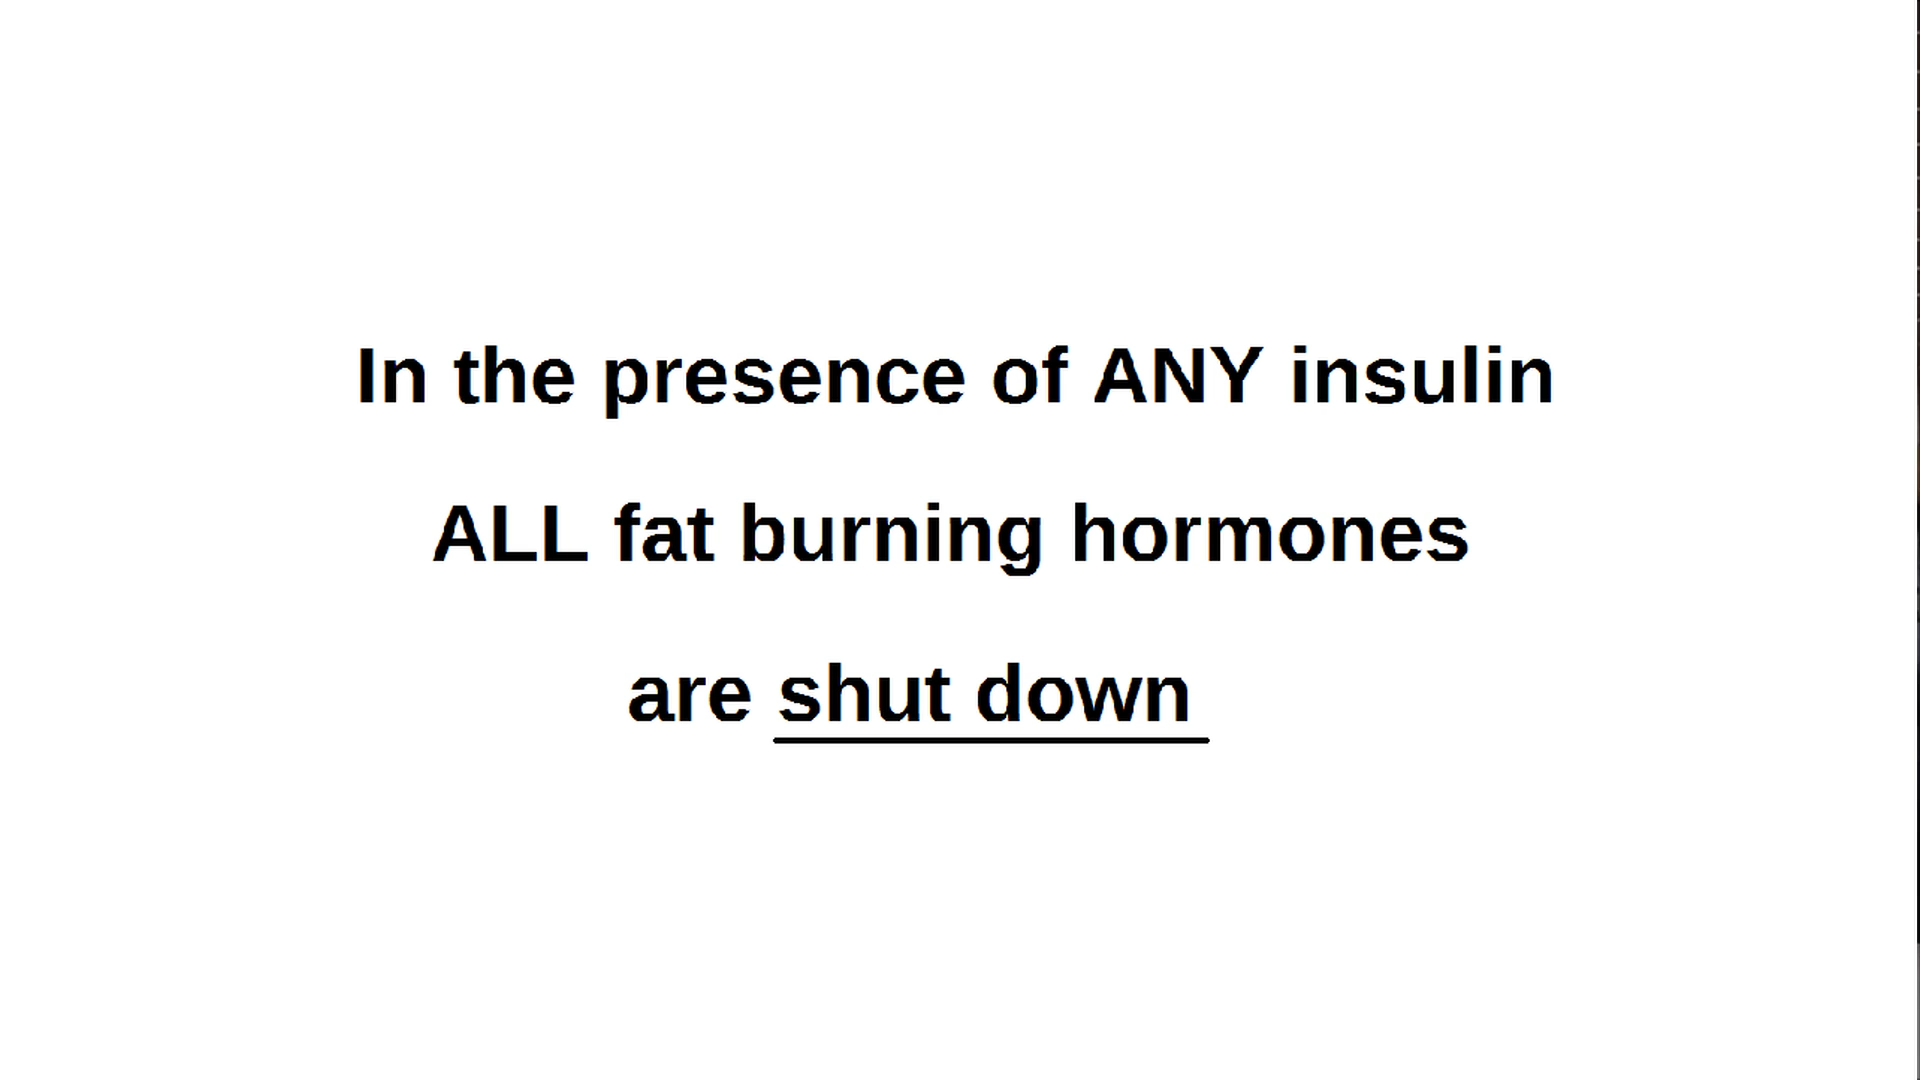 In the presence of ANY insulin
ALL fat burning hormones
are shut down